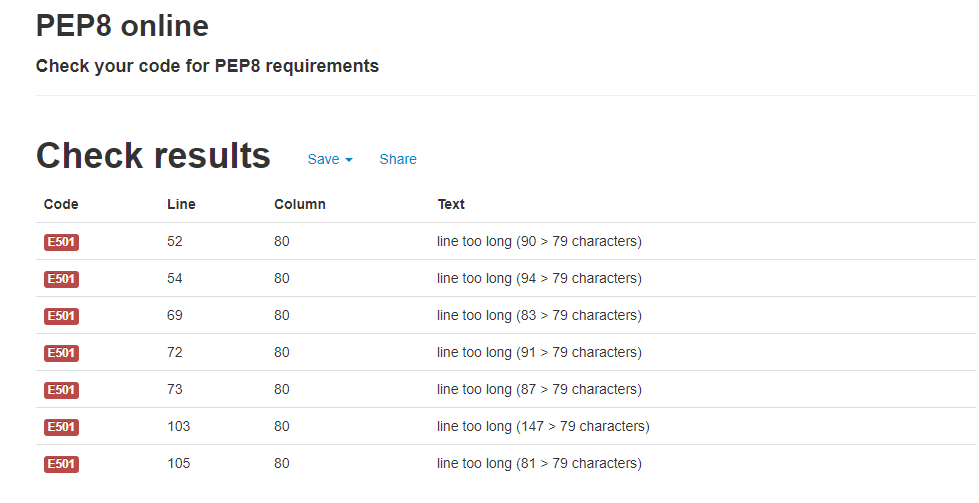 PEP8 online
Check your code for PEP8 requirements
Check results Save Share
Code Line Column Text
E501 52 80 line too long (90 > 79 characters)
E501 54 80 line too long (94 > 79 characters)
E501 69 80 line too long (83 > 79 characters)
E501 72 80 line too long (91 > 79 characters)
E501 73 80 line too long (87 > 79 characters)
E501 103 80 line too long (147 > 79 characters)
E501 105 80 line too long (81 > 79 characters)